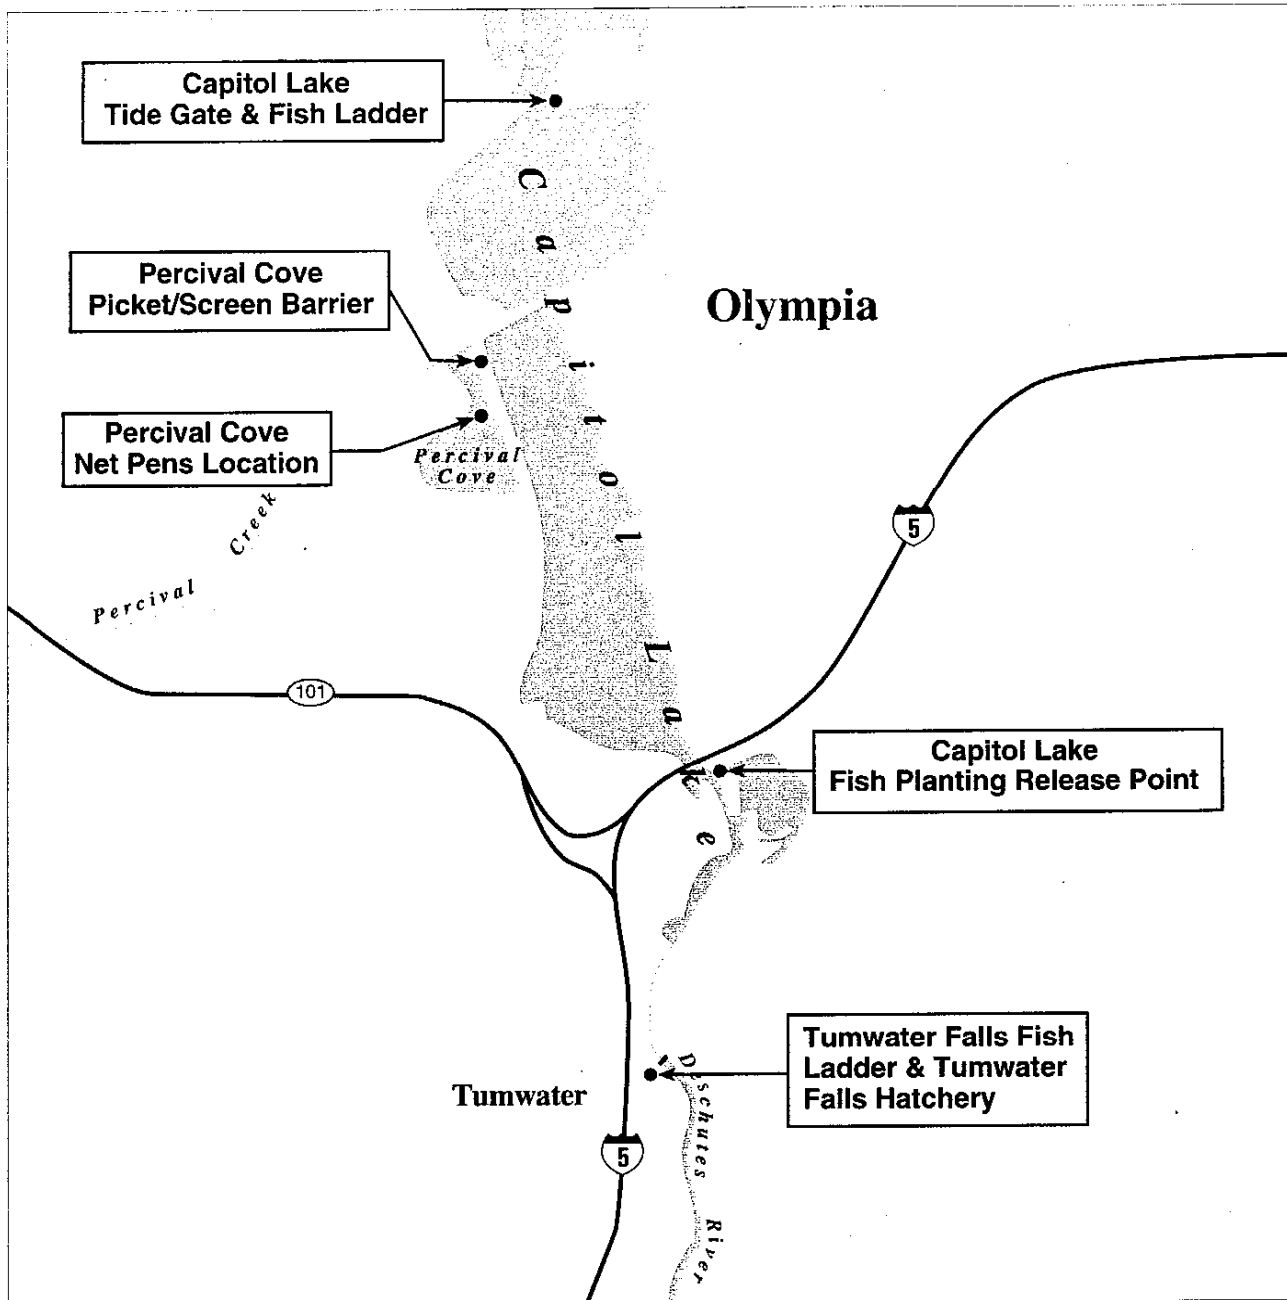 Capitol Lake
Tide Gate & Fish Ladder
Percival Cove
Picket/Screen Barrier
Olympia
Percival Cove
Net Pens Location
Percival
Cove
Capitol Lake
5
Percival Creek
101
Capitol Lake
Fish Planting Release Point
Tumwater Falls Fish
Ladder & Tumwater
Falls Hatchery
Tumwater
5
Deschutes River